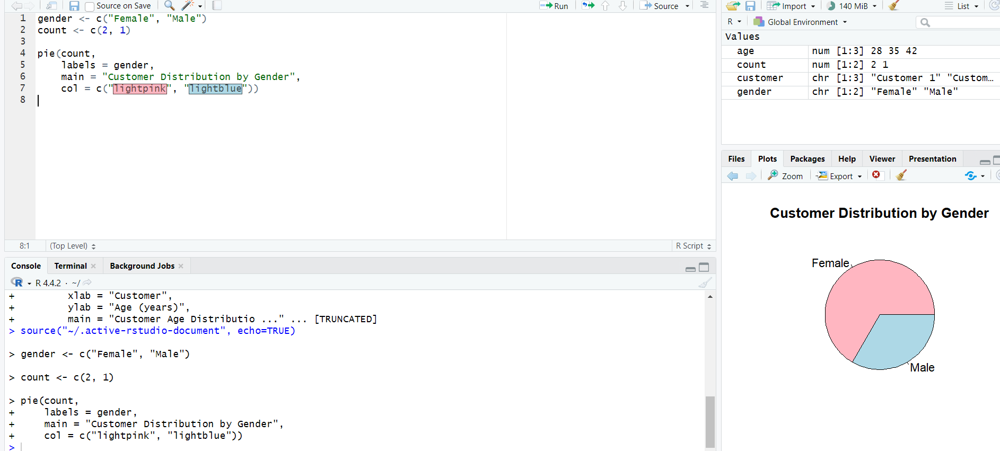 Source on Save
Run
Source
1 gender <- c("Female", "Male")
2 count <- c(2, 1)
3
4 pie(count,
5     labels = gender,
6     main = "Customer Distribution by Gender",
7     col = c("lightpink", "lightblue"))
8
8:1 (Top Level) R Script
Console Terminal Background Jobs
R 4.4.2 · ~/
+         xlab = "Customer",
+         ylab = "Age (years)",
+         main = "Customer Age Distributio ..." ... [TRUNCATED]
> source("~/.active-rstudio-document", echo=TRUE)
> gender <- c("Female", "Male")
> count <- c(2, 1)
> pie(count,
+     labels = gender,
+     main = "Customer Distribution by Gender",
+     col = c("lightpink", "lightblue"))
>
Import 140 MiB List
R Global Environment
Values
age num [1:3] 28 35 42
count num [1:2] 2 1
customer chr [1:3] "Customer 1" "Custom…
gender chr [1:2] "Female" "Male"
Files Plots Packages Help Viewer Presentation
Zoom Export
Customer Distribution by Gender
Female
Male